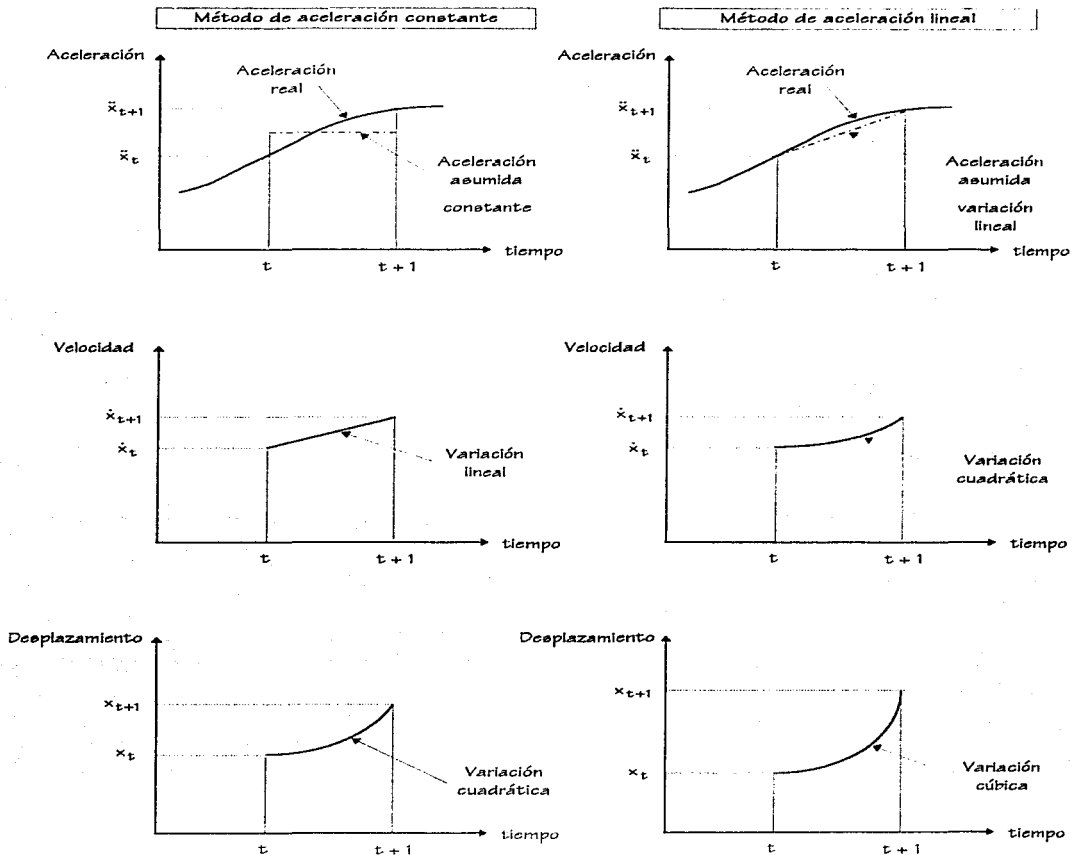 Método de aceleración constante
Aceleración
Aceleración
real
ẍt+1
ẍt
Aceleración
asumida
constante
tiempo
t
t + 1
Método de aceleración lineal
Aceleración
Aceleración
real
ẍt+1
ẍt
Aceleración
asumida
variación
lineal
tiempo
t
t + 1
Velocidad
ẋt+1
ẋt
Variación
lineal
tiempo
t
t + 1
Velocidad
ẋt+1
ẋt
Variación
cuadrática
tiempo
t
t + 1
Desplazamiento
xt+1
xt
Variación
cuadrática
tiempo
t
t + 1
Desplazamiento
xt+1
xt
Variación
cúbica
tiempo
t
t + 1